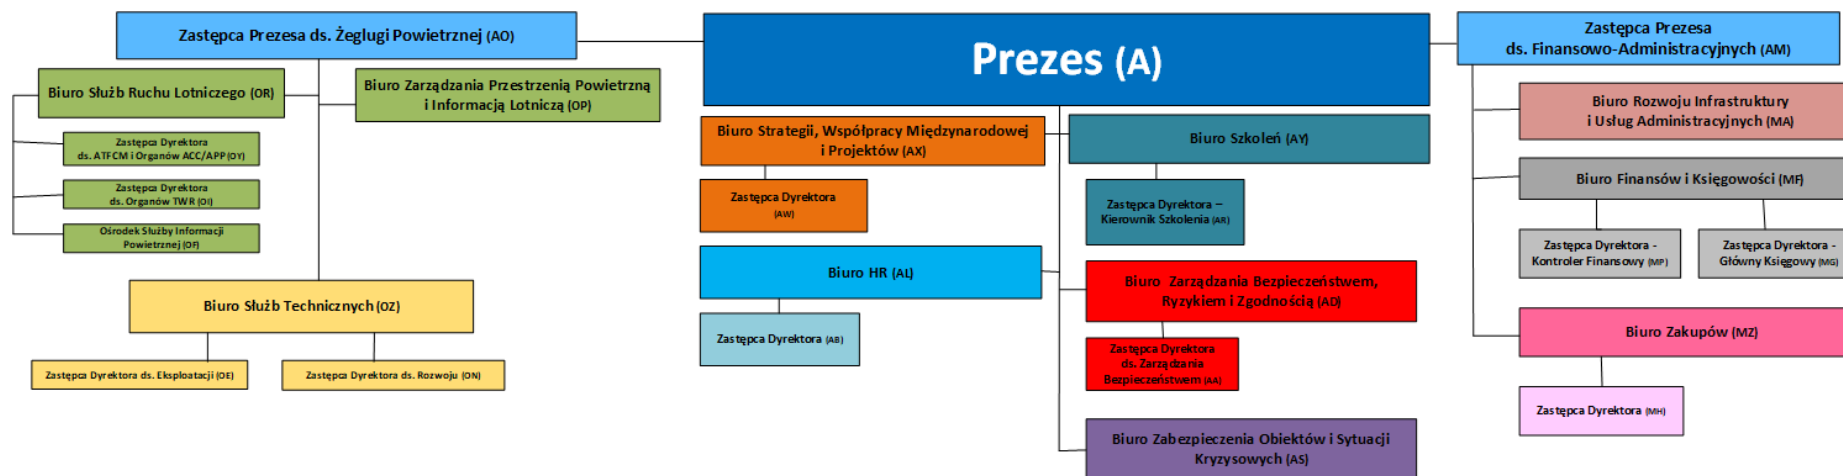 Zastępca Prezesa ds. Żeglugi Powietrznej (AO)
Biuro Służb Ruchu Lotniczego (OR)
Biuro Zarządzania Przestrzenią Powietrzną
i Informacją Lotniczą (OP)
Zastępca Dyrektora
ds. ATFCM i Organów ACC/APP (OY)
Zastępca Dyrektora
ds. Organów TWR (OI)
Ośrodek Służby Informacji
Powietrznej (OF)
Biuro Służb Technicznych (OZ)
Zastępca Dyrektora ds. Eksploatacji (OE)
Zastępca Dyrektora ds. Rozwoju (ON)
Prezes (A)
Biuro Strategii, Współpracy Międzynarodowej
i Projektów (AX)
Zastępca Dyrektora
(AW)
Biuro Szkoleń (AY)
Zastępca Dyrektora –
Kierownik Szkolenia (AR)
Biuro HR (AL)
Zastępca Dyrektora (AB)
Biuro Zarządzania Bezpieczeństwem,
Ryzykiem i Zgodnością (AD)
Zastępca Dyrektora
ds. Zarządzania
Bezpieczeństwem (AA)
Biuro Zabezpieczenia Obiektów i Sytuacji
Kryzysowych (AS)
Zastępca Prezesa
ds. Finansowo-Administracyjnych (AM)
Biuro Rozwoju Infrastruktury
i Usług Administracyjnych (MA)
Biuro Finansów i Księgowości (MF)
Zastępca Dyrektora -
Kontroler Finansowy (MP)
Zastępca Dyrektora -
Główny Księgowy (MG)
Biuro Zakupów (MZ)
Zastępca Dyrektora (MH)